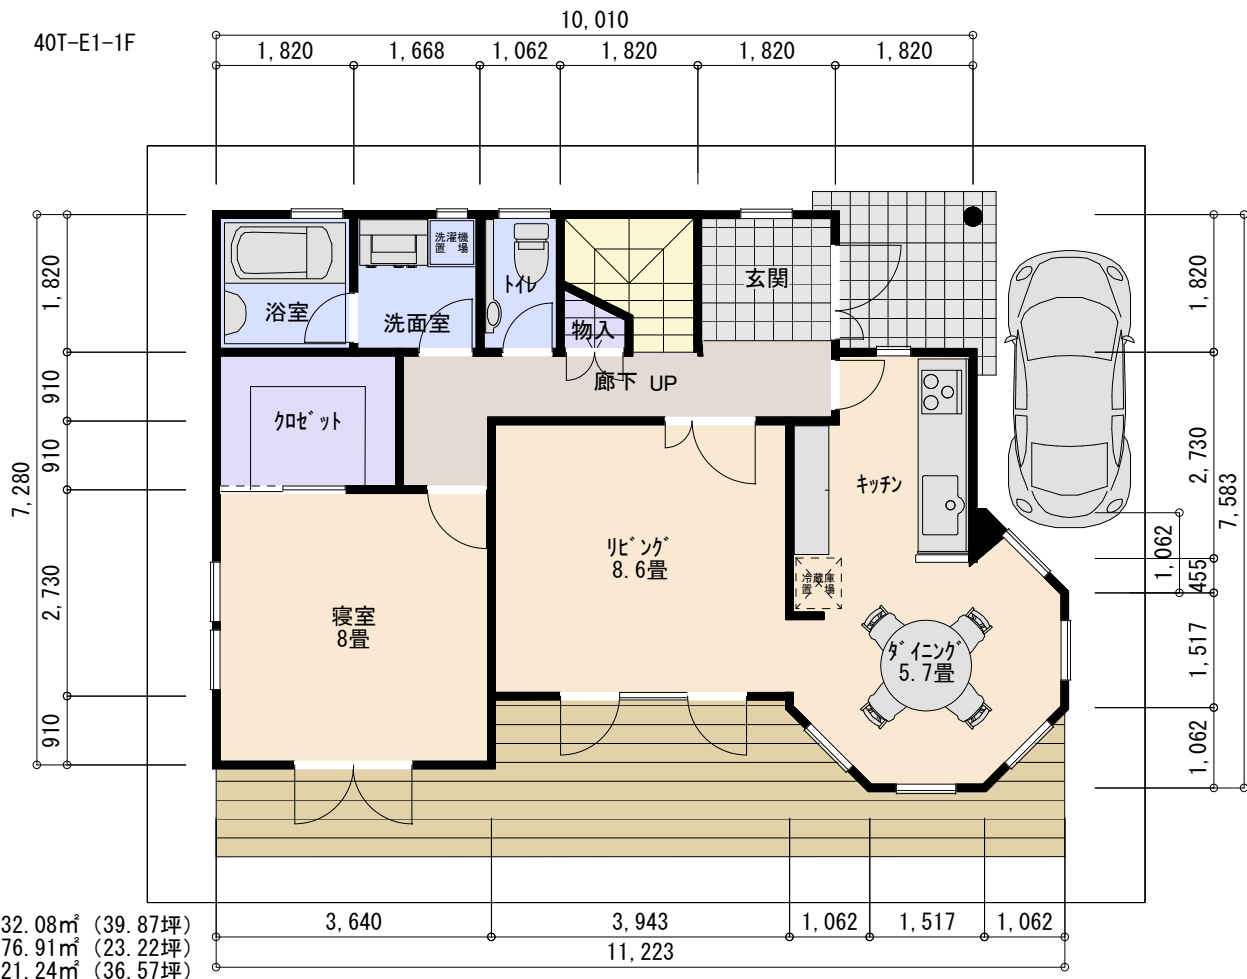 40T-E1-1F
10,010
1,820 1,668 1,062 1,820 1,820 1,820
7,280
1,820
910
910
2,730
910
1,820
2,730
1,062
455
1,517
1,062
7,583
浴室
洗面室
洗濯機
置場
トイレ
物入
玄関
廊下 UP
クロゼット
キッチン
リビング
8.6畳
冷蔵庫
置場
寝室
8畳
ダイニング
5.7畳
3,640 3,943 1,062 1,517 1,062
11,223
32.08㎡ (39.87坪)
76.91㎡ (23.22坪)
21.24㎡ (36.57坪)